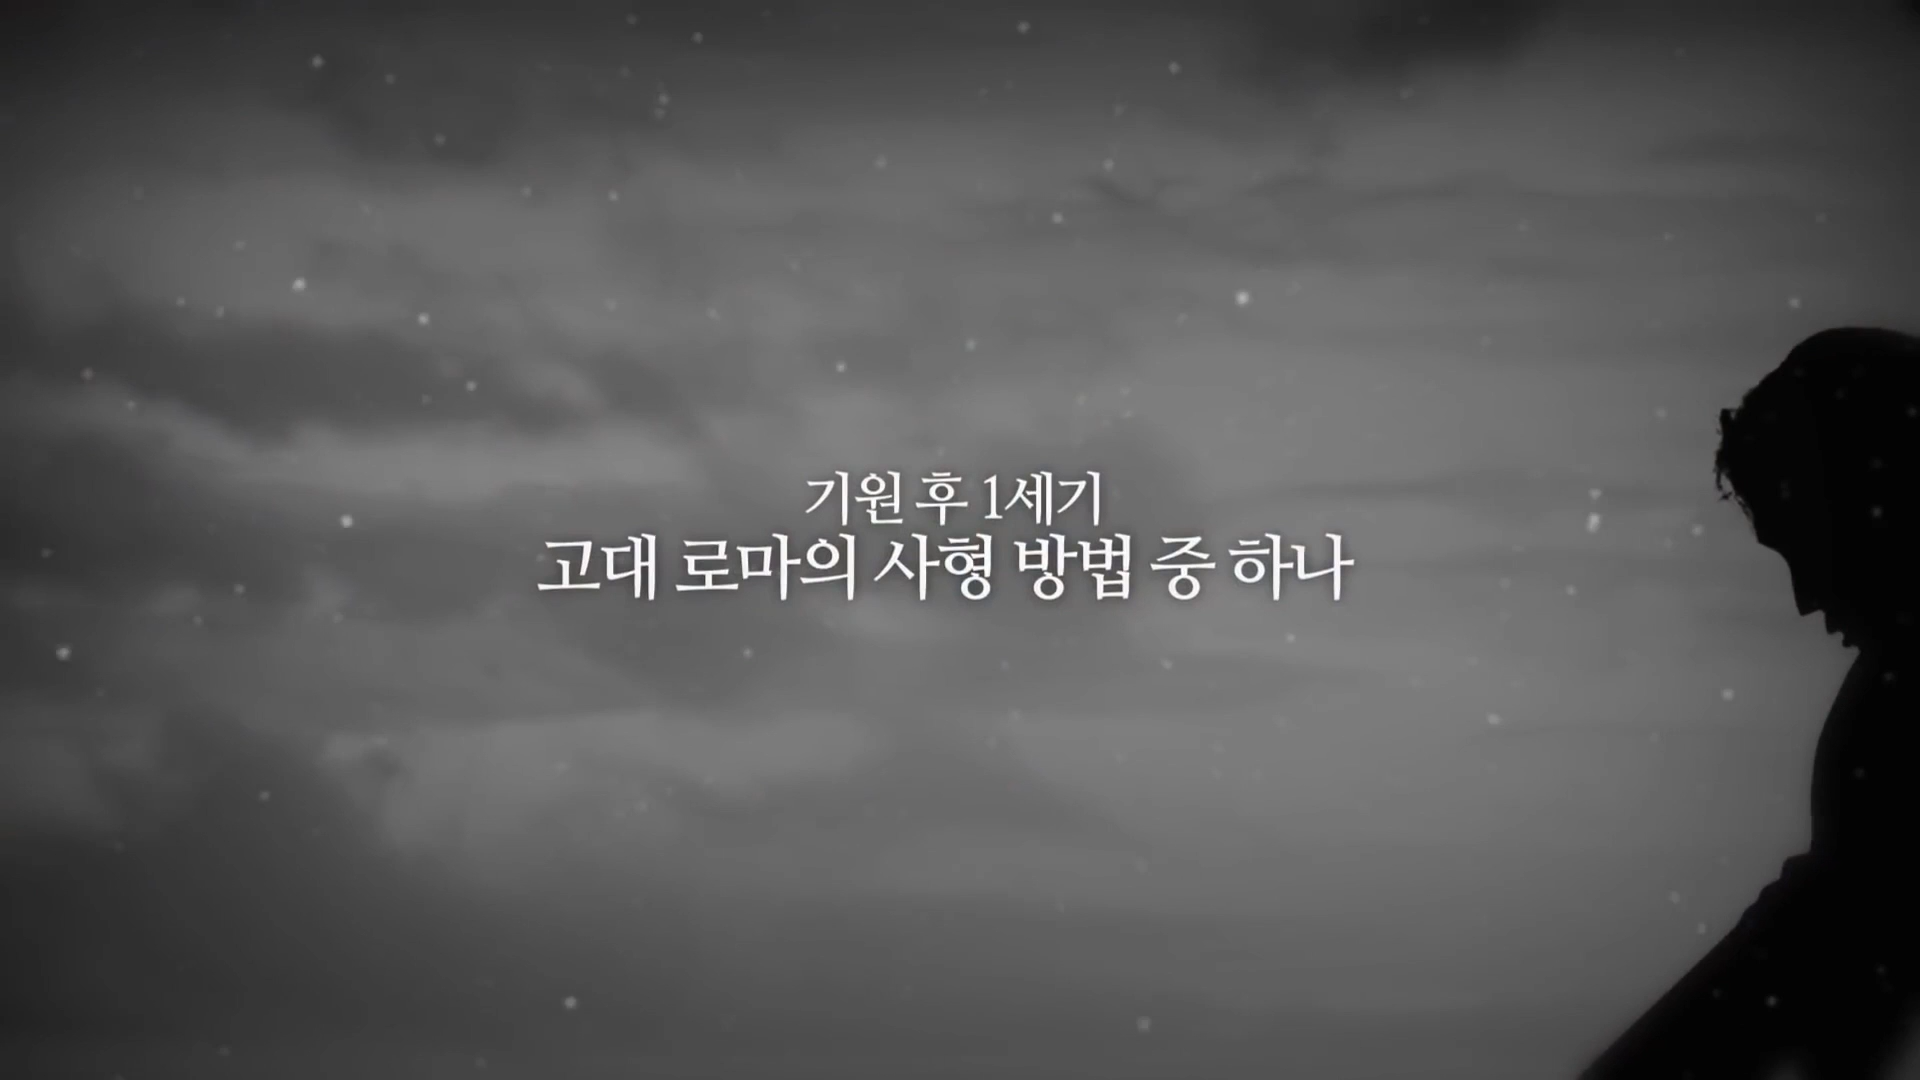 기원 후 1세기
고대 로마의 사형 방법 중 하나